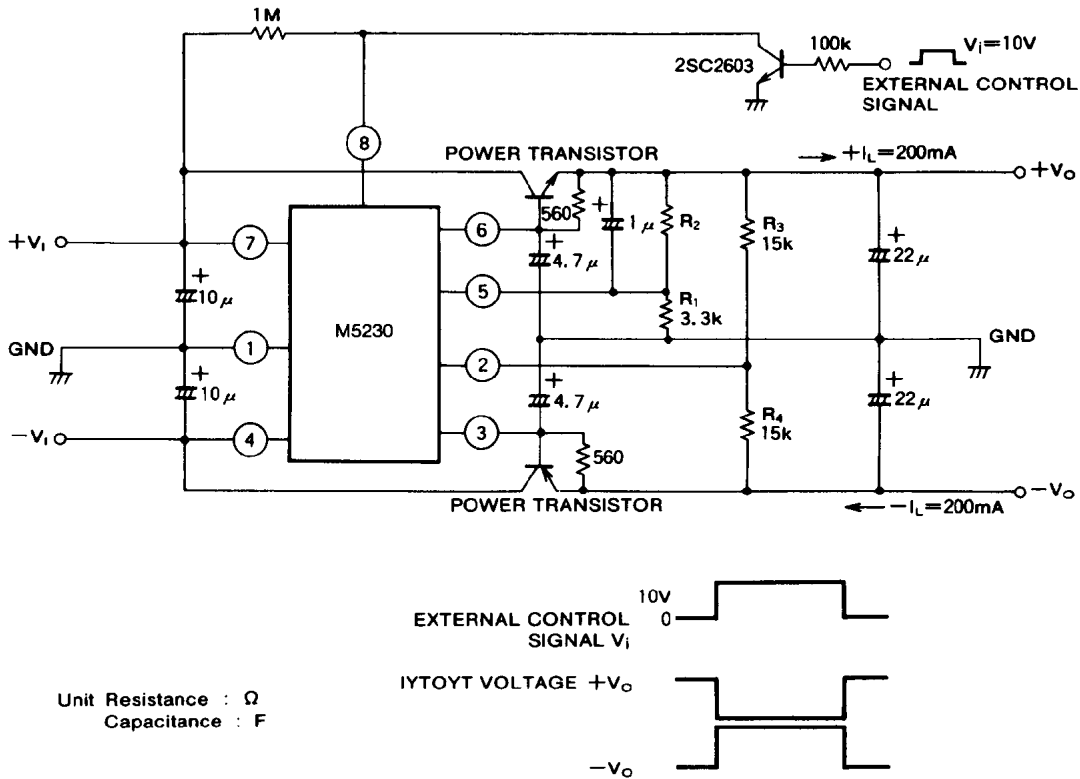 1M
8
2SC2603
100k
Vi=10V
EXTERNAL CONTROL
SIGNAL
POWER TRANSISTOR
+IL=200mA
+VO
+VI
7
6
560
+
1μ
R2
R3
15k
+
22μ
+
4.7μ
+
10μ
5
R1
3.3k
M5230
GND
1
2
GND
+
10μ
+
4.7μ
R4
15k
+
22μ
-VI
4
3
560
POWER TRANSISTOR
-IL=200mA
-VO
EXTERNAL CONTROL
SIGNAL Vi
10V
0
IYTOYT VOLTAGE +VO
-VO
Unit Resistance : Ω
Capacitance : F